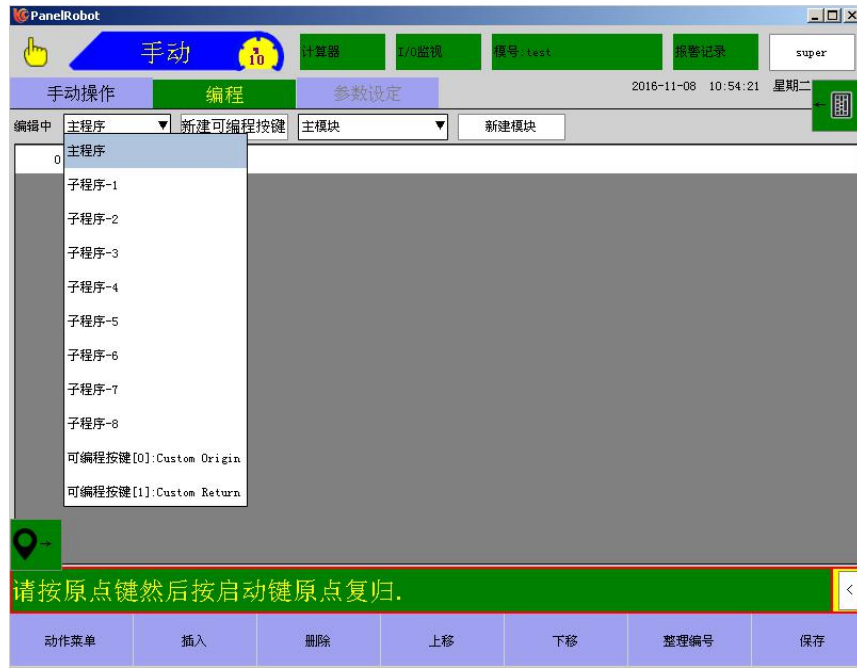 PanelRobot
手动
10
计算器
I/O监视
模号:test
报警记录
super
手动操作
编程
参数设定
2016-11-08 10:54:21 星期二
编辑中
主程序
新建可编程按键
主模块
新建模块
0
主程序
子程序-1
子程序-2
子程序-3
子程序-4
子程序-5
子程序-6
子程序-7
子程序-8
可编程按键[0]:Custom Origin
可编程按键[1]:Custom Return
请按原点键然后按启动键原点复归.
<
动作菜单
插入
删除
上移
下移
整理编号
保存